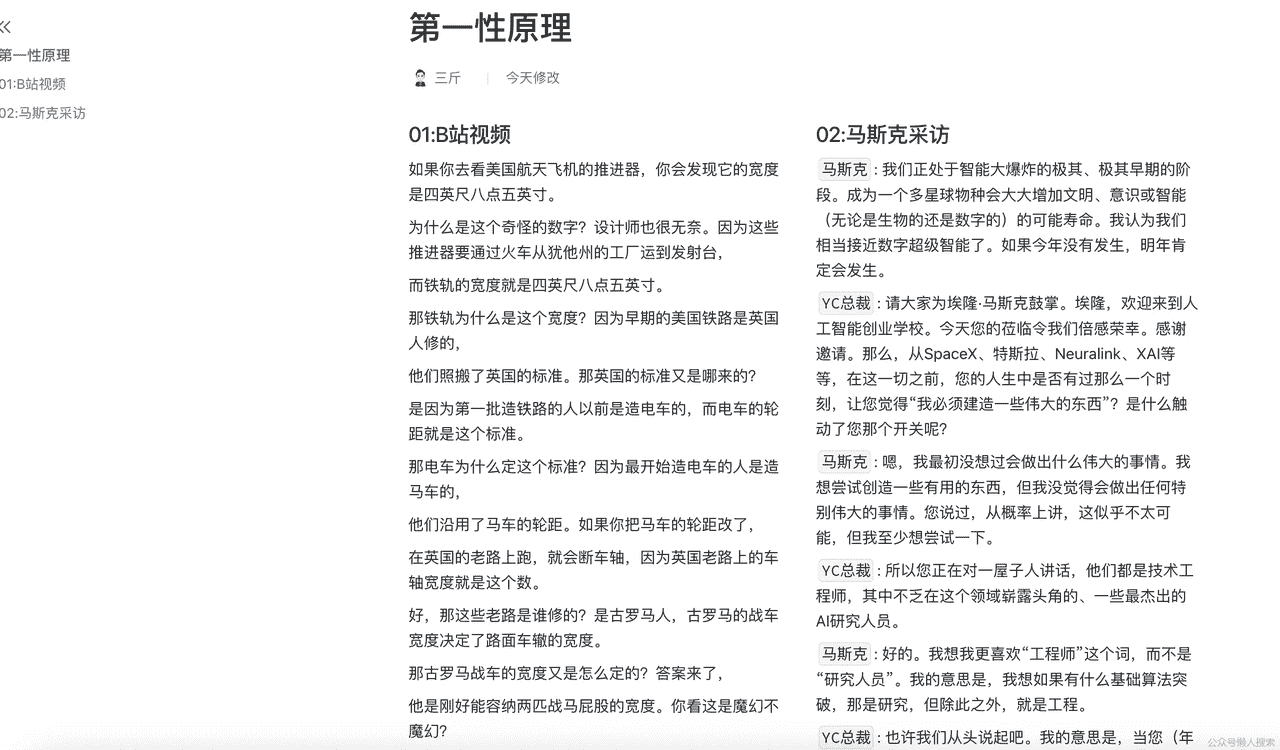 第一性原理
01:B站视频
02:马斯克采访
第一性原理
三斤
今天修改
01:B站视频
如果你去看美国航天飞机的推进器，你会发现它的宽度
是四英尺八点五英寸。
为什么是这个奇怪的数字？设计师也很无奈。因为这些
推进器要通过火车从犹他州的工厂运到发射台，
而铁轨的宽度就是四英尺八点五英寸。
那铁轨为什么是这个宽度？因为早期的美国铁路是英国
人修的，
他们照搬了英国的标准。那英国的标准又是哪来的？
是因为第一批造铁路的人以前是造电车的，而电车的轮
距就是这个标准。
那电车为什么定这个标准？因为最开始造电车的人是造
马车的，
他们沿用了马车的轮距。如果你把马车的轮距改了，
在英国的老路上跑，就会断车轴，因为英国老路上的车
轴宽度就是这个数。
好，那这些老路是谁修的？是古罗马人，古罗马的战车
宽度决定了路面车辙的宽度。
那古罗马战车的宽度又是怎么定的？答案来了，
他是刚好能容纳两匹战马屁股的宽度。你看这是魔幻不
魔幻？
02:马斯克采访
马斯克：我们正处于智能大爆炸的极其、极其早期的阶
段。成为一个多星球物种会大大增加文明、意识或智能
（无论是生物的还是数字的）的可能寿命。我认为我们
相当接近数字超级智能了。如果今年没有发生，明年肯
定会发生。
YC总裁：请大家为埃隆·马斯克鼓掌。埃隆，欢迎来到人
工智能创业学校。今天您的莅临令我们倍感荣幸。感谢
邀请。那么，从SpaceX、特斯拉、Neuralink、XAI等
等，在这一切之前，您的人生中是否有过那么一个时
刻，让您觉得“我必须建造一些伟大的东西”？是什么触
动了您那个开关呢？
马斯克：嗯，我最初没想过会做出什么伟大的事情。我
想尝试创造一些有用的东西，但我没觉得会做出任何特
别伟大的事情。您说过，从概率上讲，这似乎不太可
能，但我至少想尝试一下。
YC总裁：所以您正在对一屋子人讲话，他们都是技术工
程师，其中不乏在这个领域崭露头角的、一些最杰出的
AI研究人员。
马斯克：好的。我想我更喜欢“工程师”这个词，而不是
“研究人员”。我的意思是，我想如果有什么基础算法突
破，那是研究，但除此之外，就是工程。
YC总裁：也许我们从头说起吧。我的意思是，当您（年
公众号懒人搜索